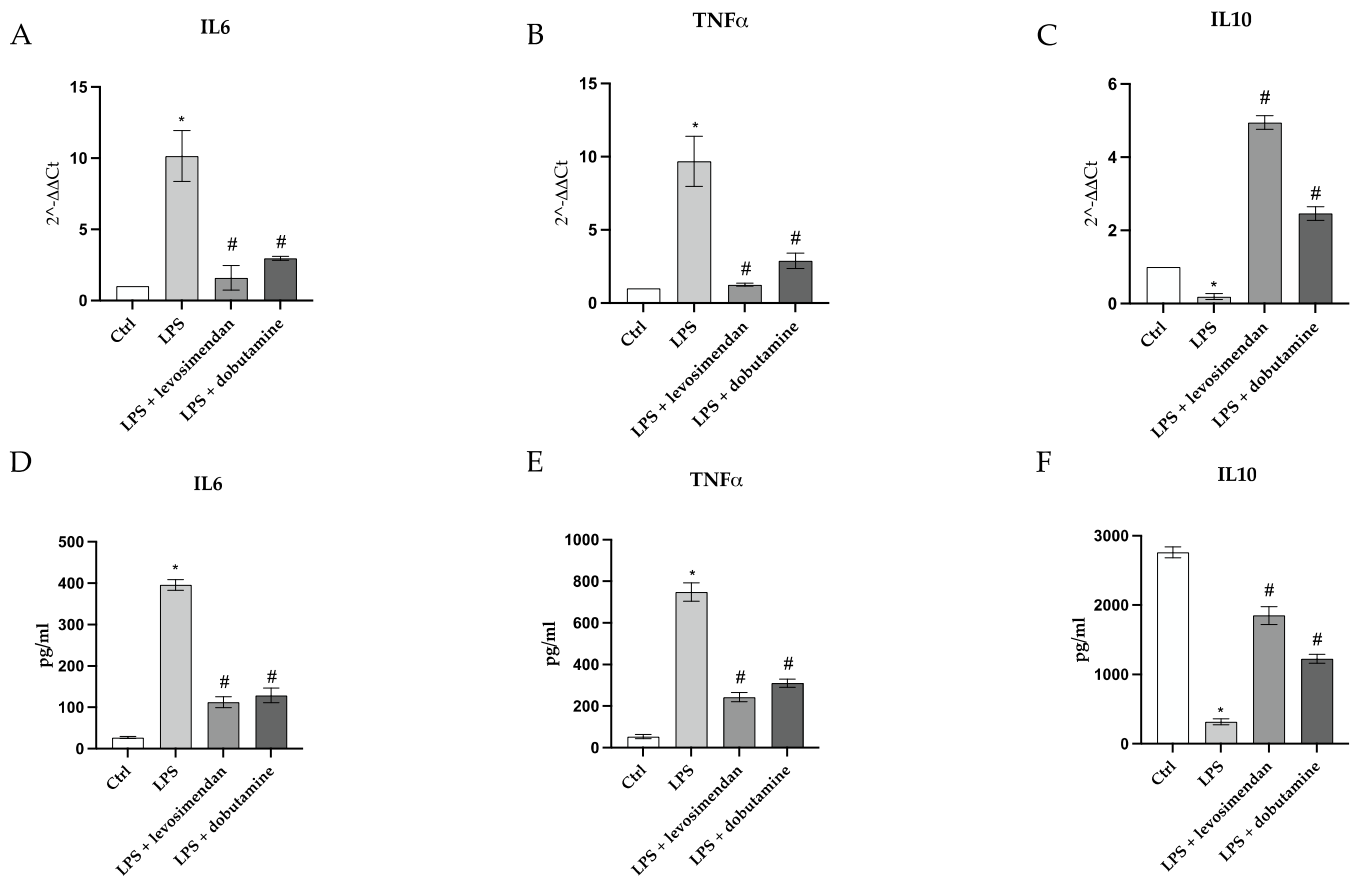 A
IL6
2^-ΔΔCt
15
10
5
0
*
#
#
Ctrl
LPS
LPS + levosimendan
LPS + dobutamine
B
TNFα
2^-ΔΔCt
15
10
5
0
*
#
#
Ctrl
LPS
LPS + levosimendan
LPS + dobutamine
C
IL10
2^-ΔΔCt
6
4
2
0
*
#
#
Ctrl
LPS
LPS + levosimendan
LPS + dobutamine
D
IL6
pg/ml
500
400
300
200
100
0
*
#
#
Ctrl
LPS
LPS + levosimendan
LPS + dobutamine
E
TNFα
pg/ml
1000
800
600
400
200
0
*
#
#
Ctrl
LPS
LPS + levosimendan
LPS + dobutamine
F
IL10
pg/ml
3000
2000
1000
0
*
#
#
Ctrl
LPS
LPS + levosimendan
LPS + dobutamine